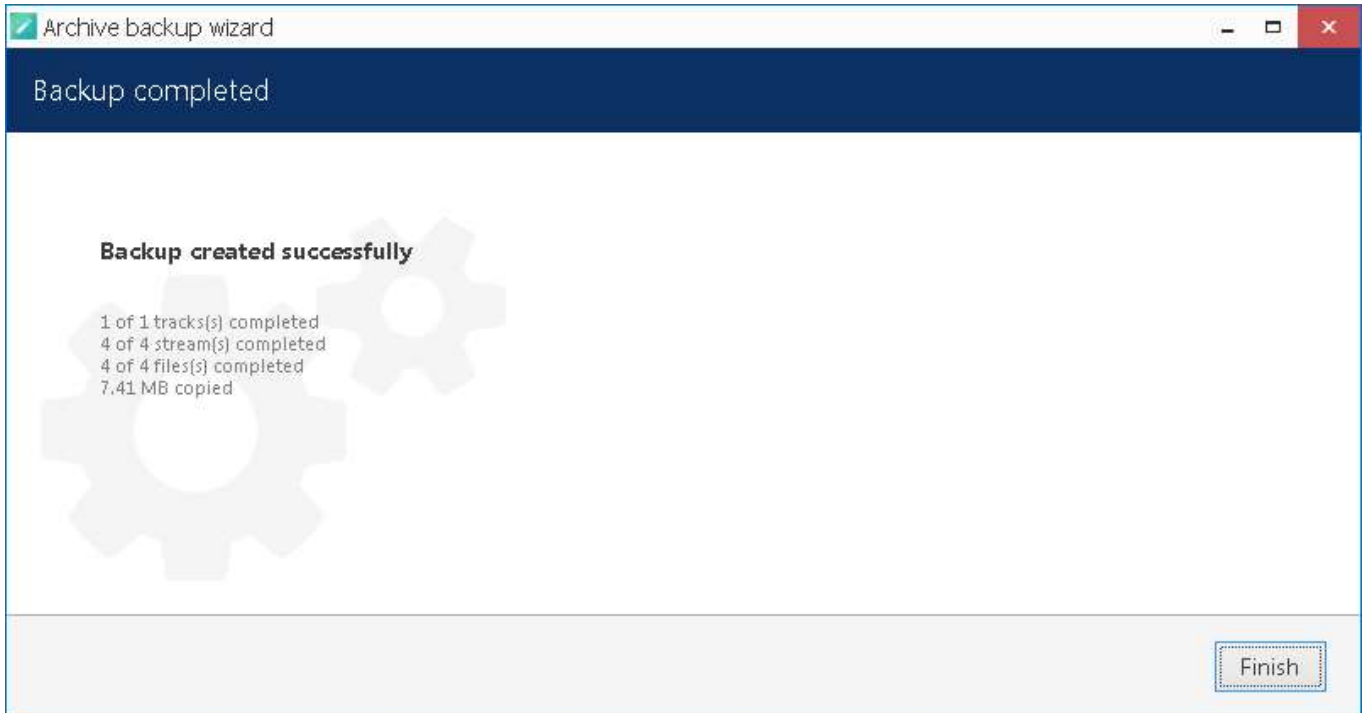 Archive backup wizard
Backup completed
Backup created successfully
1 of 1 tracks(s) completed
4 of 4 stream(s) completed
4 of 4 files(s) completed
7.41 MB copied
Finish